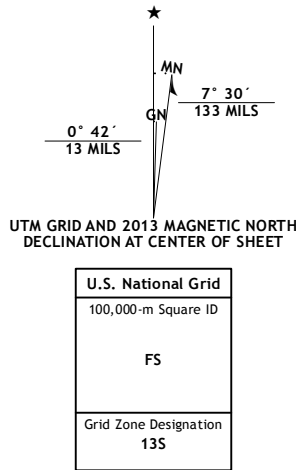 MN
7° 30´
133 MILS
GN
0° 42´
13 MILS
UTM GRID AND 2013 MAGNETIC NORTH
DECLINATION AT CENTER OF SHEET
U.S. National Grid
100,000-m Square ID
FS
Grid Zone Designation
13S